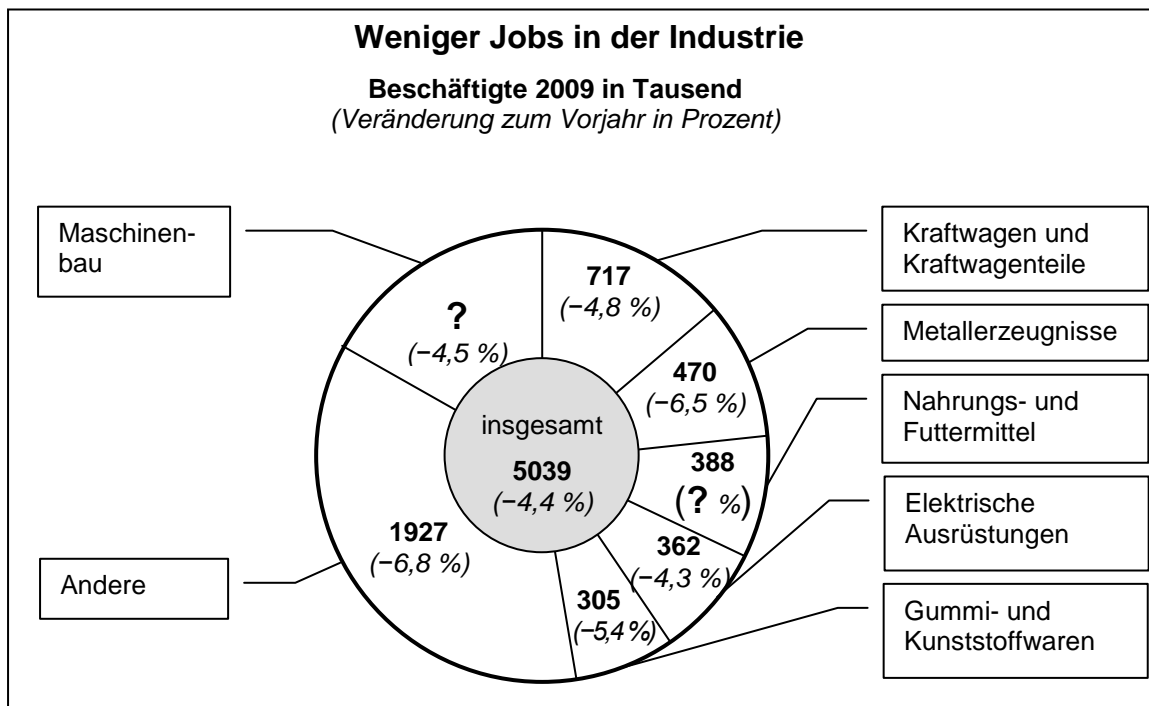 Weniger Jobs in der Industrie
Beschäftigte 2009 in Tausend
(Veränderung zum Vorjahr in Prozent)
Maschinen-
bau
?
(−4,5 %)
717
(−4,8 %)
Kraftwagen und
Kraftwagenteile
470
(−6,5 %)
Metallerzeugnisse
388
(? %)
Nahrungs- und
Futtermittel
insgesamt
5039
(−4,4 %)
362
(−4,3 %)
Elektrische
Ausrüstungen
1927
(−6,8 %)
Andere
305
(−5,4%)
Gummi- und
Kunststoffwaren